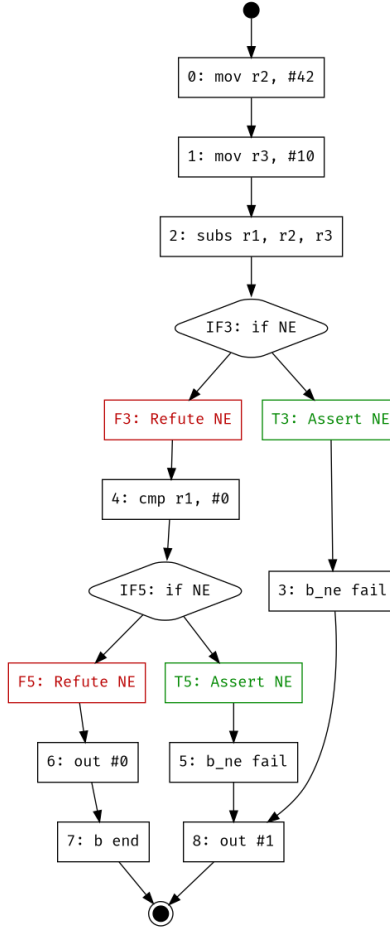 0: mov r2, #42
1: mov r3, #10
2: subs r1, r2, r3
IF3: if NE
F3: Refute NE
T3: Assert NE
4: cmp r1, #0
IF5: if NE
3: b_ne fail
F5: Refute NE
T5: Assert NE
6: out #0
5: b_ne fail
7: b end
8: out #1